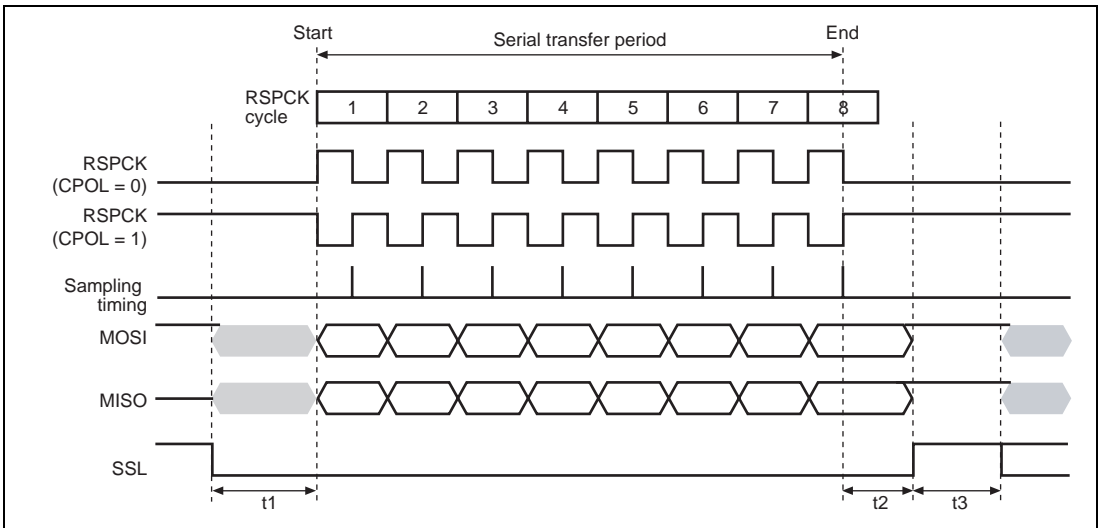 Start
Serial transfer period
End
RSPCK
cycle
1 2 3 4 5 6 7 8
RSPCK
(CPOL = 0)
RSPCK
(CPOL = 1)
Sampling
timing
MOSI
MISO
SSL
t1
t2
t3